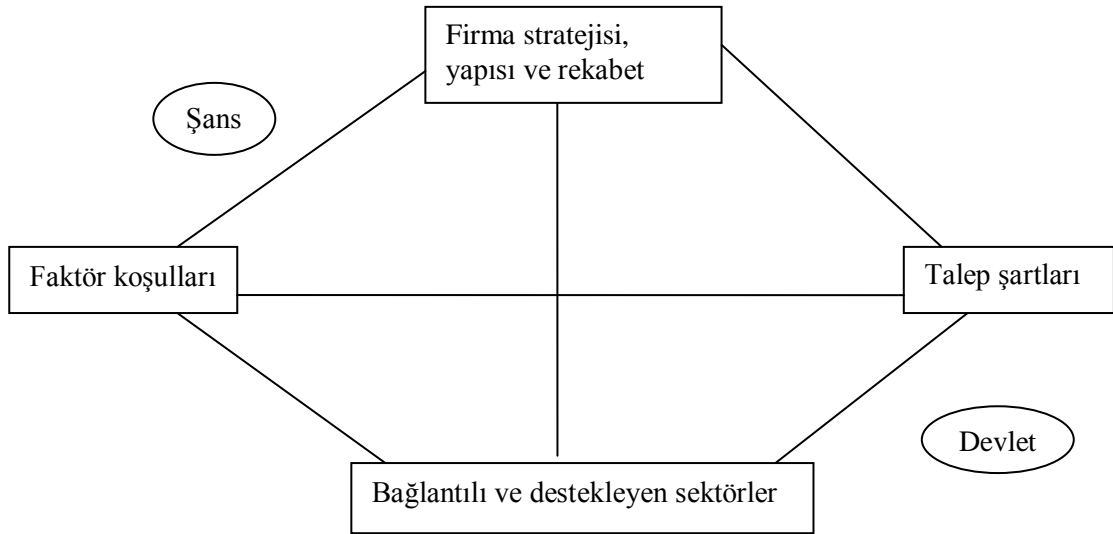 Firma stratejisi,
yapısı ve rekabet
Şans
Faktör koşulları
Talep şartları
Devlet
Bağlantılı ve destekleyen sektörler